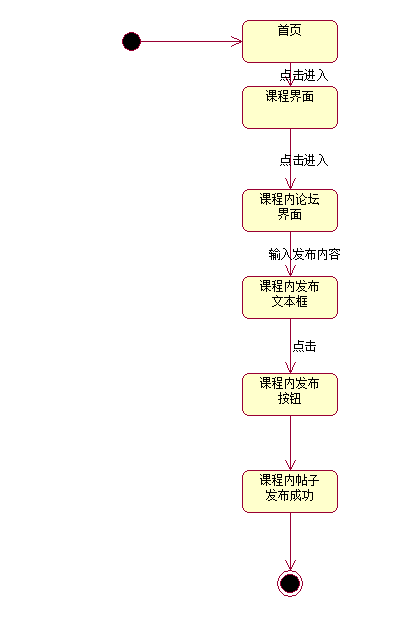 首页
点击进入
课程界面
点击进入
课程内论坛
界面
输入发布内容
课程内发布
文本框
点击
课程内发布
按钮
课程内帖子
发布成功